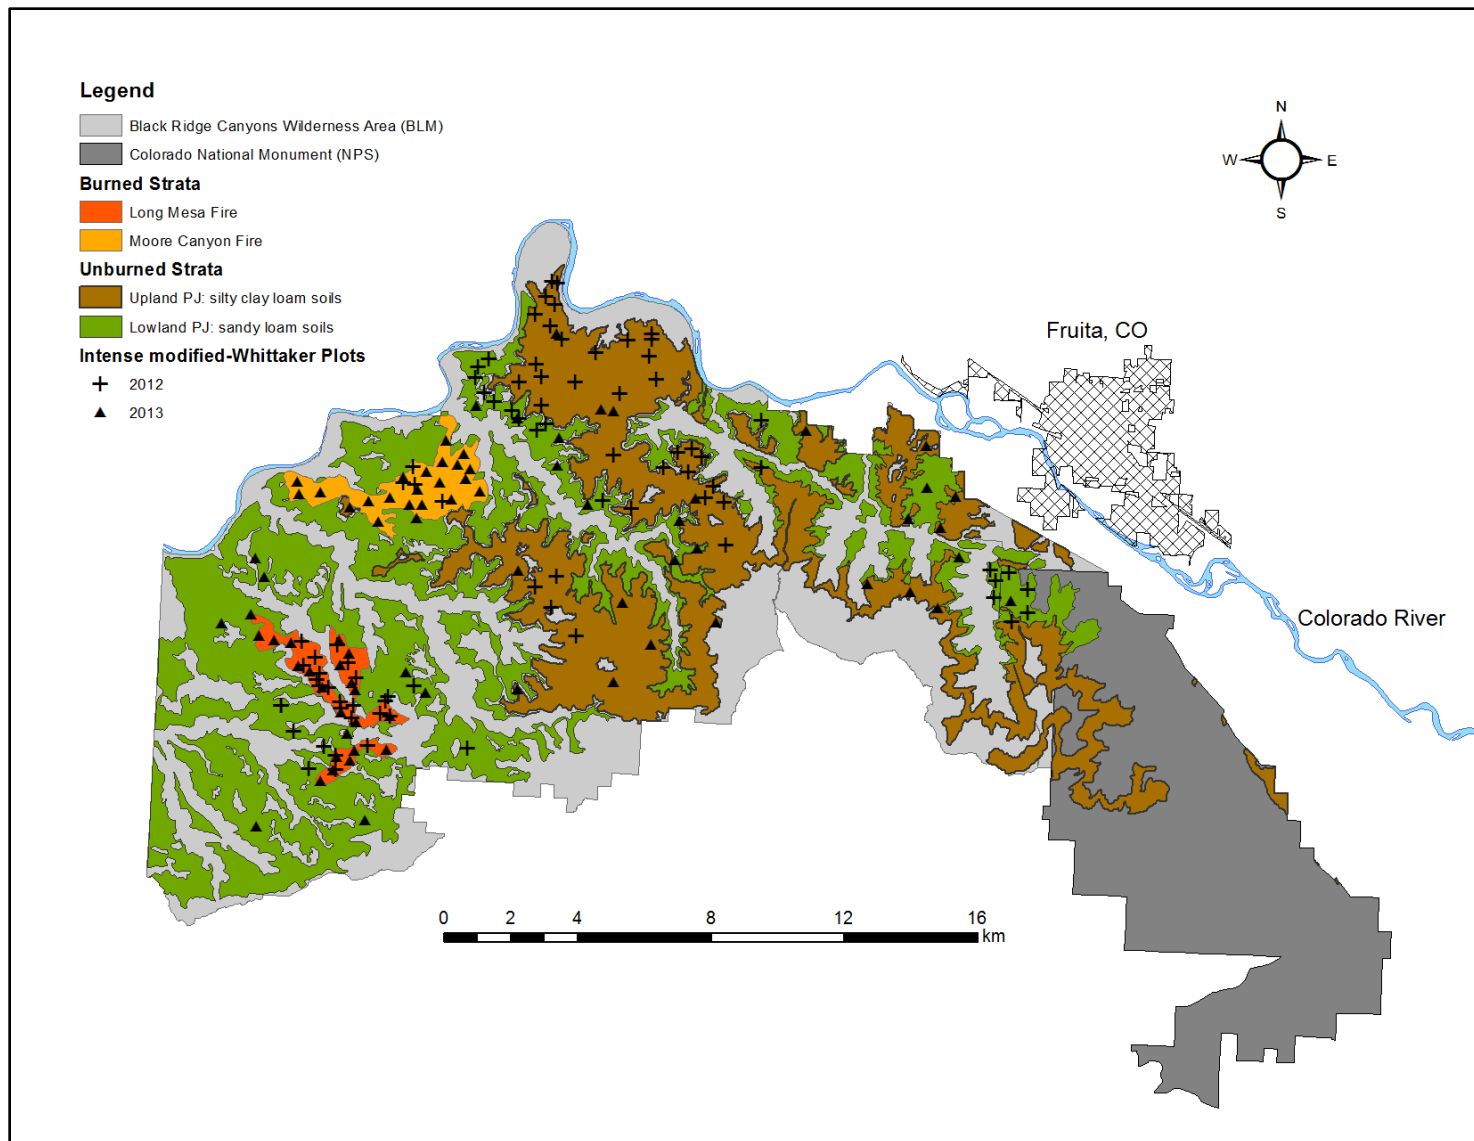 Legend
Black Ridge Canyons Wilderness Area (BLM)
Colorado National Monument (NPS)
Burned Strata
Long Mesa Fire
Moore Canyon Fire
Unburned Strata
Upland PJ: silty clay loam soils
Lowland PJ: sandy loam soils
Intense modified-Whittaker Plots
2012
2013
N
W E
S
Fruita, CO
Colorado River
0 2 4 8 12 16
km